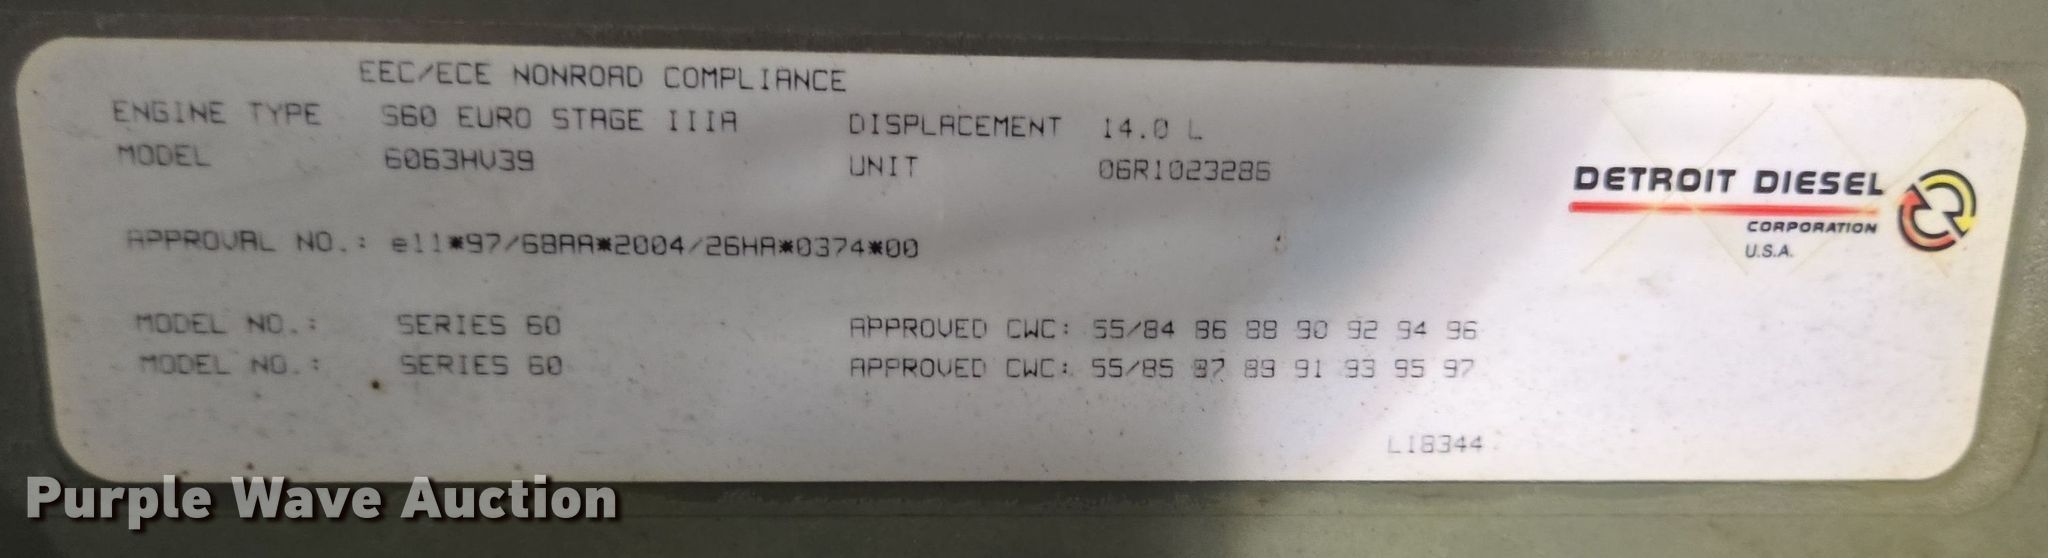 EEC/ECE NONROAD COMPLIANCE
ENGINE TYPE S60 EURO STAGE IIIA DISPLACEMENT 14.0 L
MODEL 6063HV39 UNIT 06R1023286
DETROIT DIESEL
CORPORATION
U.S.A.
APPROVAL NO.: e11*97/68AA*2004/26HA*0374*00
MODEL NO.: SERIES 60 APPROVED CWC: 55/84 86 88 90 92 94 96
MODEL NO.: SERIES 60 APPROVED CWC: 55/85 87 89 91 93 95 97
L18344
Purple Wave Auction